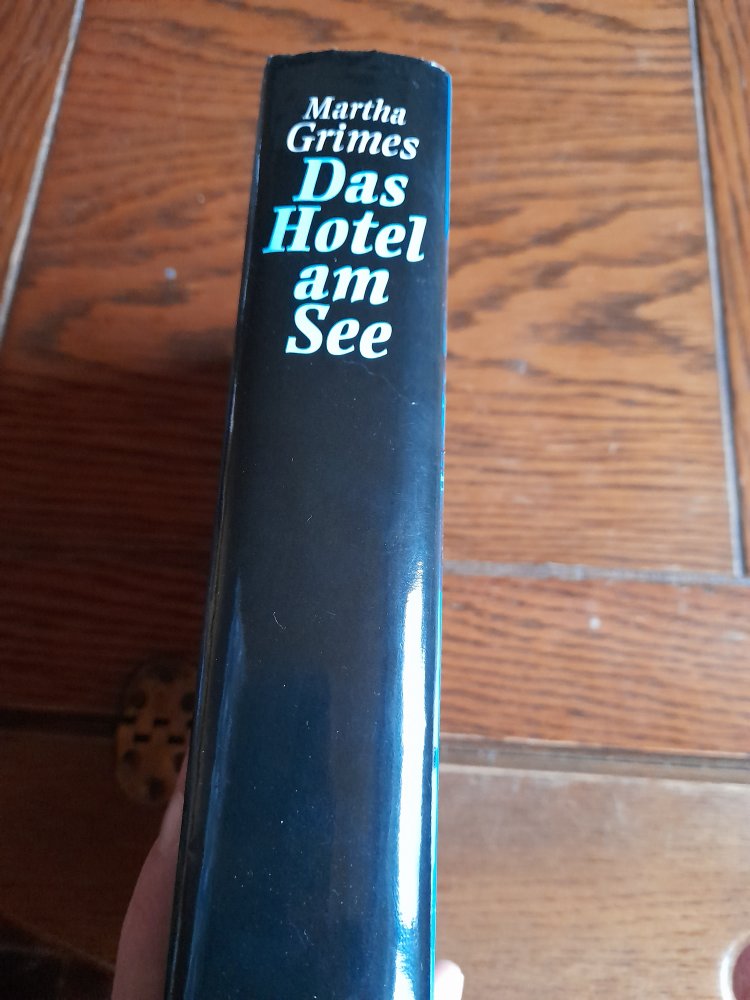 Martha
Grimes
Das
Hotel
am
See